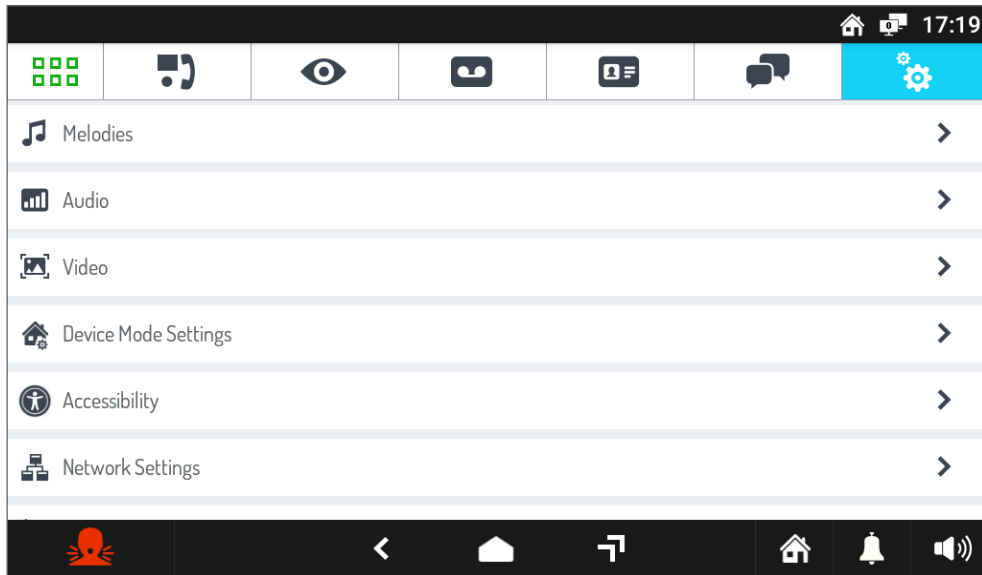 17:19
Melodies
Audio
Video
Device Mode Settings
Accessibility
Network Settings